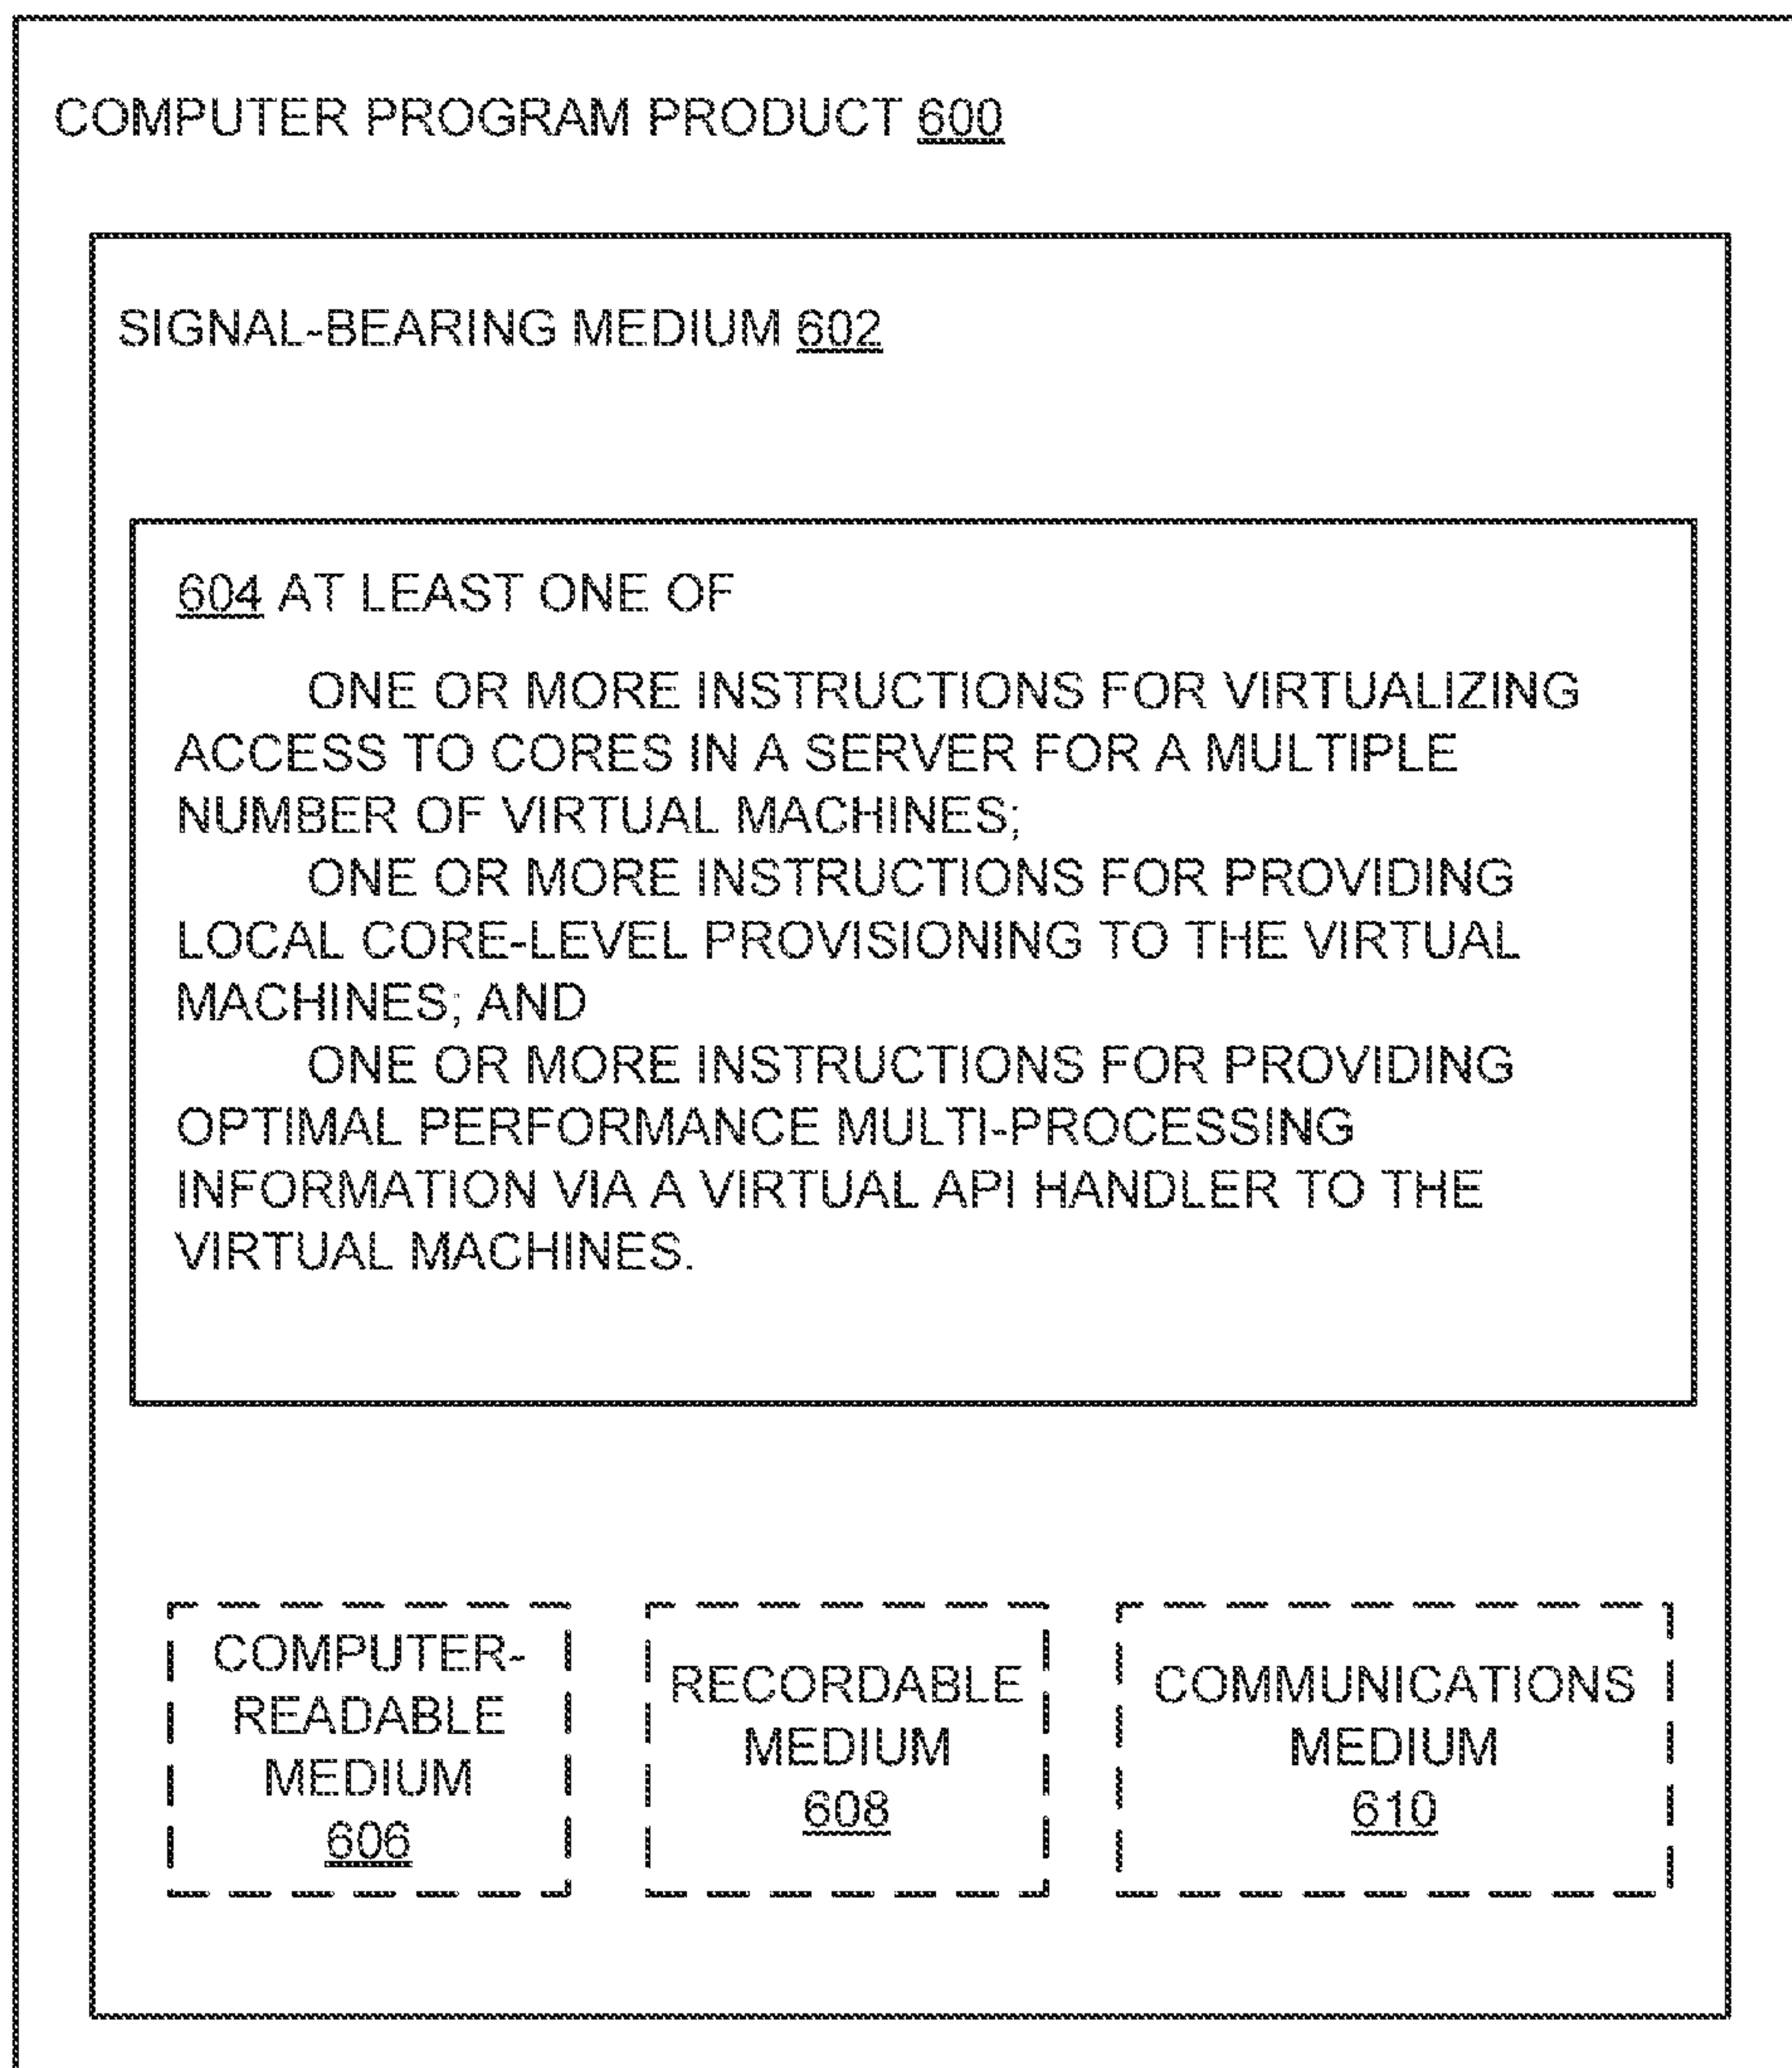 COMPUTER PROGRAM PRODUCT 600
SIGNAL-BEARING MEDIUM 602
604 AT LEAST ONE OF
ONE OR MORE INSTRUCTIONS FOR VIRTUALIZING
ACCESS TO CORES IN A SERVER FOR A MULTIPLE
NUMBER OF VIRTUAL MACHINES;
ONE OR MORE INSTRUCTIONS FOR PROVIDING
LOCAL CORE-LEVEL PROVISIONING TO THE VIRTUAL
MACHINES; AND
ONE OR MORE INSTRUCTIONS FOR PROVIDING
OPTIMAL PERFORMANCE MULTI-PROCESSING
INFORMATION VIA A VIRTUAL API HANDLER TO THE
VIRTUAL MACHINES.
COMPUTER-
READABLE
MEDIUM
606
RECORDABLE
MEDIUM
608
COMMUNICATIONS
MEDIUM
610